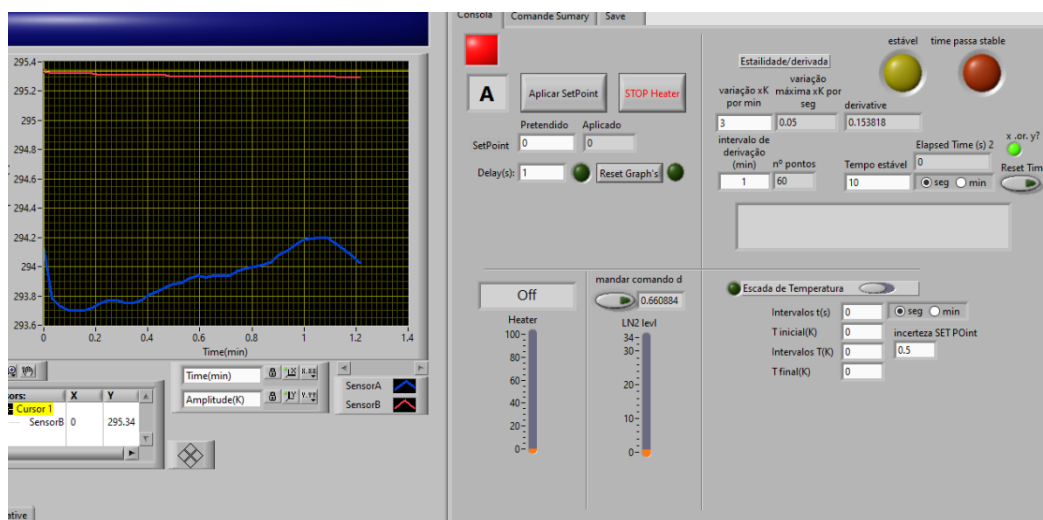 Consola
Comande Sumary
Save
295.4
295.2
295
294.8
294.6
294.4
294.2
294
293.8
293.6
0
0.2
0.4
0.6
0.8
1
1.2
1.4
Time(min)
Time(min)
Amplitude(K)
SensorA
SensorB
X
Y
Cursor 1
SensorB
0
295.34
A
Aplicar SetPoint
STOP Heater
Pretendido
Aplicado
SetPoint
0
0
Delay(s):
1
Reset Graph's
estável
time passa stable
Estailidade/derivada
variação xK
por min
3
variação
máxima xK por
seg
0.05
derivative
0.153818
intervalo de
derivação
(min)
1
nº pontos
60
Tempo estável
10
Elapsed Time (s) 2
0
seg
min
x .or. y?
Reset Tim
Off
Heater
100
80
60
40
20
0
mandar comando d
0.660884
LN2 levl
34
30
20
10
0
Escada de Temperatura
Intervalos t(s)
0
seg
min
T inicial(K)
0
incerteza SET POint
0.5
Intervalos T(K)
0
T final(K)
0